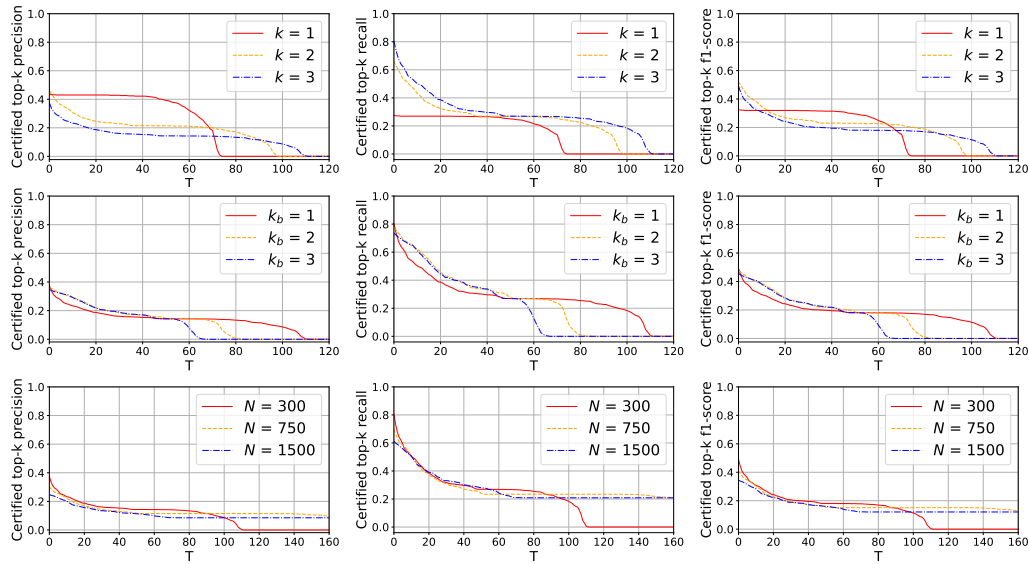 Certified top-k precision
1.0
0.8
0.6
0.4
0.2
0.0
k = 1
k = 2
k = 3
0 20 40 60 80 100 120
T
Certified top-k recall
1.0
0.8
0.6
0.4
0.2
0.0
k = 1
k = 2
k = 3
0 20 40 60 80 100 120
T
Certified top-k f1-score
1.0
0.8
0.6
0.4
0.2
0.0
k = 1
k = 2
k = 3
0 20 40 60 80 100 120
T
Certified top-k precision
1.0
0.8
0.6
0.4
0.2
0.0
k_b = 1
k_b = 2
k_b = 3
0 20 40 60 80 100 120
T
Certified top-k recall
1.0
0.8
0.6
0.4
0.2
0.0
k_b = 1
k_b = 2
k_b = 3
0 20 40 60 80 100 120
T
Certified top-k f1-score
1.0
0.8
0.6
0.4
0.2
0.0
k_b = 1
k_b = 2
k_b = 3
0 20 40 60 80 100 120
T
Certified top-k precision
1.0
0.8
0.6
0.4
0.2
0.0
N = 300
N = 750
N = 1500
0 20 40 60 80 100 120 140 160
T
Certified top-k recall
1.0
0.8
0.6
0.4
0.2
0.0
N = 300
N = 750
N = 1500
0 20 40 60 80 100 120 140 160
T
Certified top-k f1-score
1.0
0.8
0.6
0.4
0.2
0.0
N = 300
N = 750
N = 1500
0 20 40 60 80 100 120 140 160
T